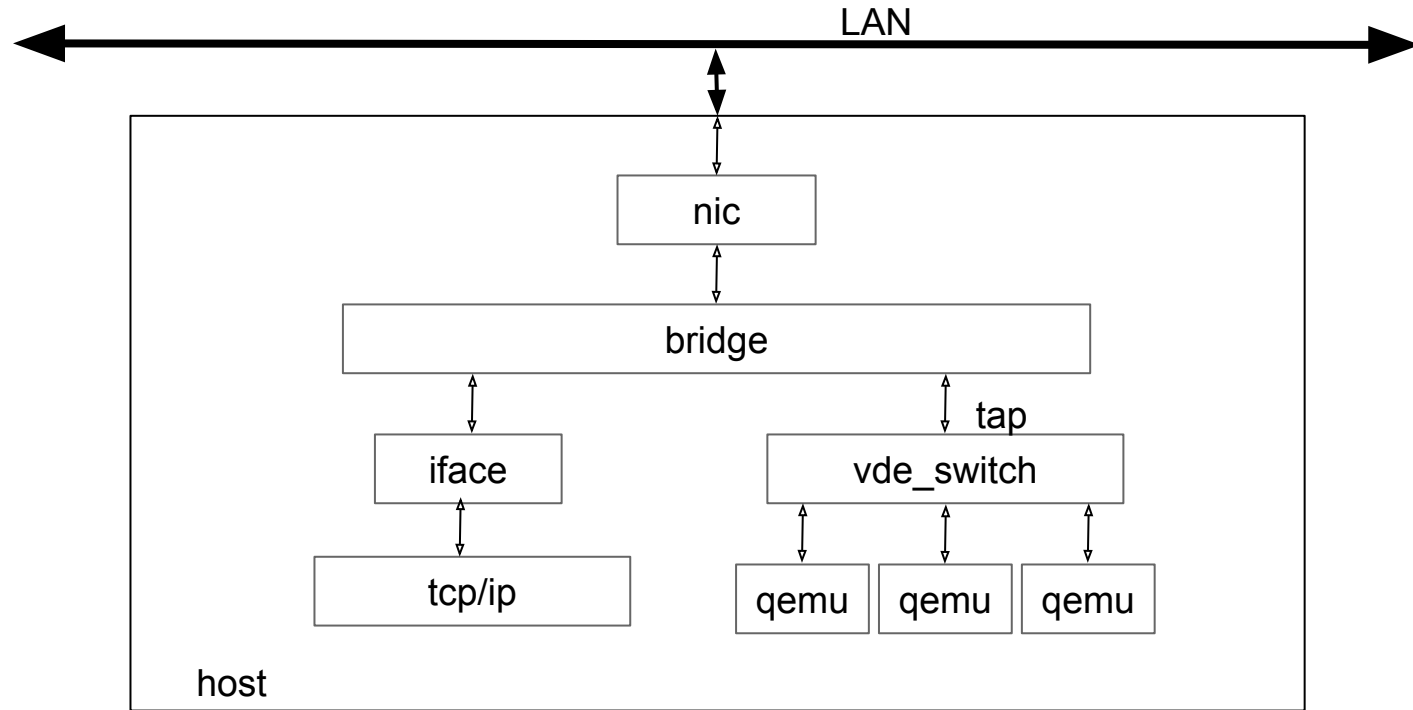 LAN
nic
bridge
tap
iface
vde_switch
tcp/ip
qemu
qemu
qemu
host